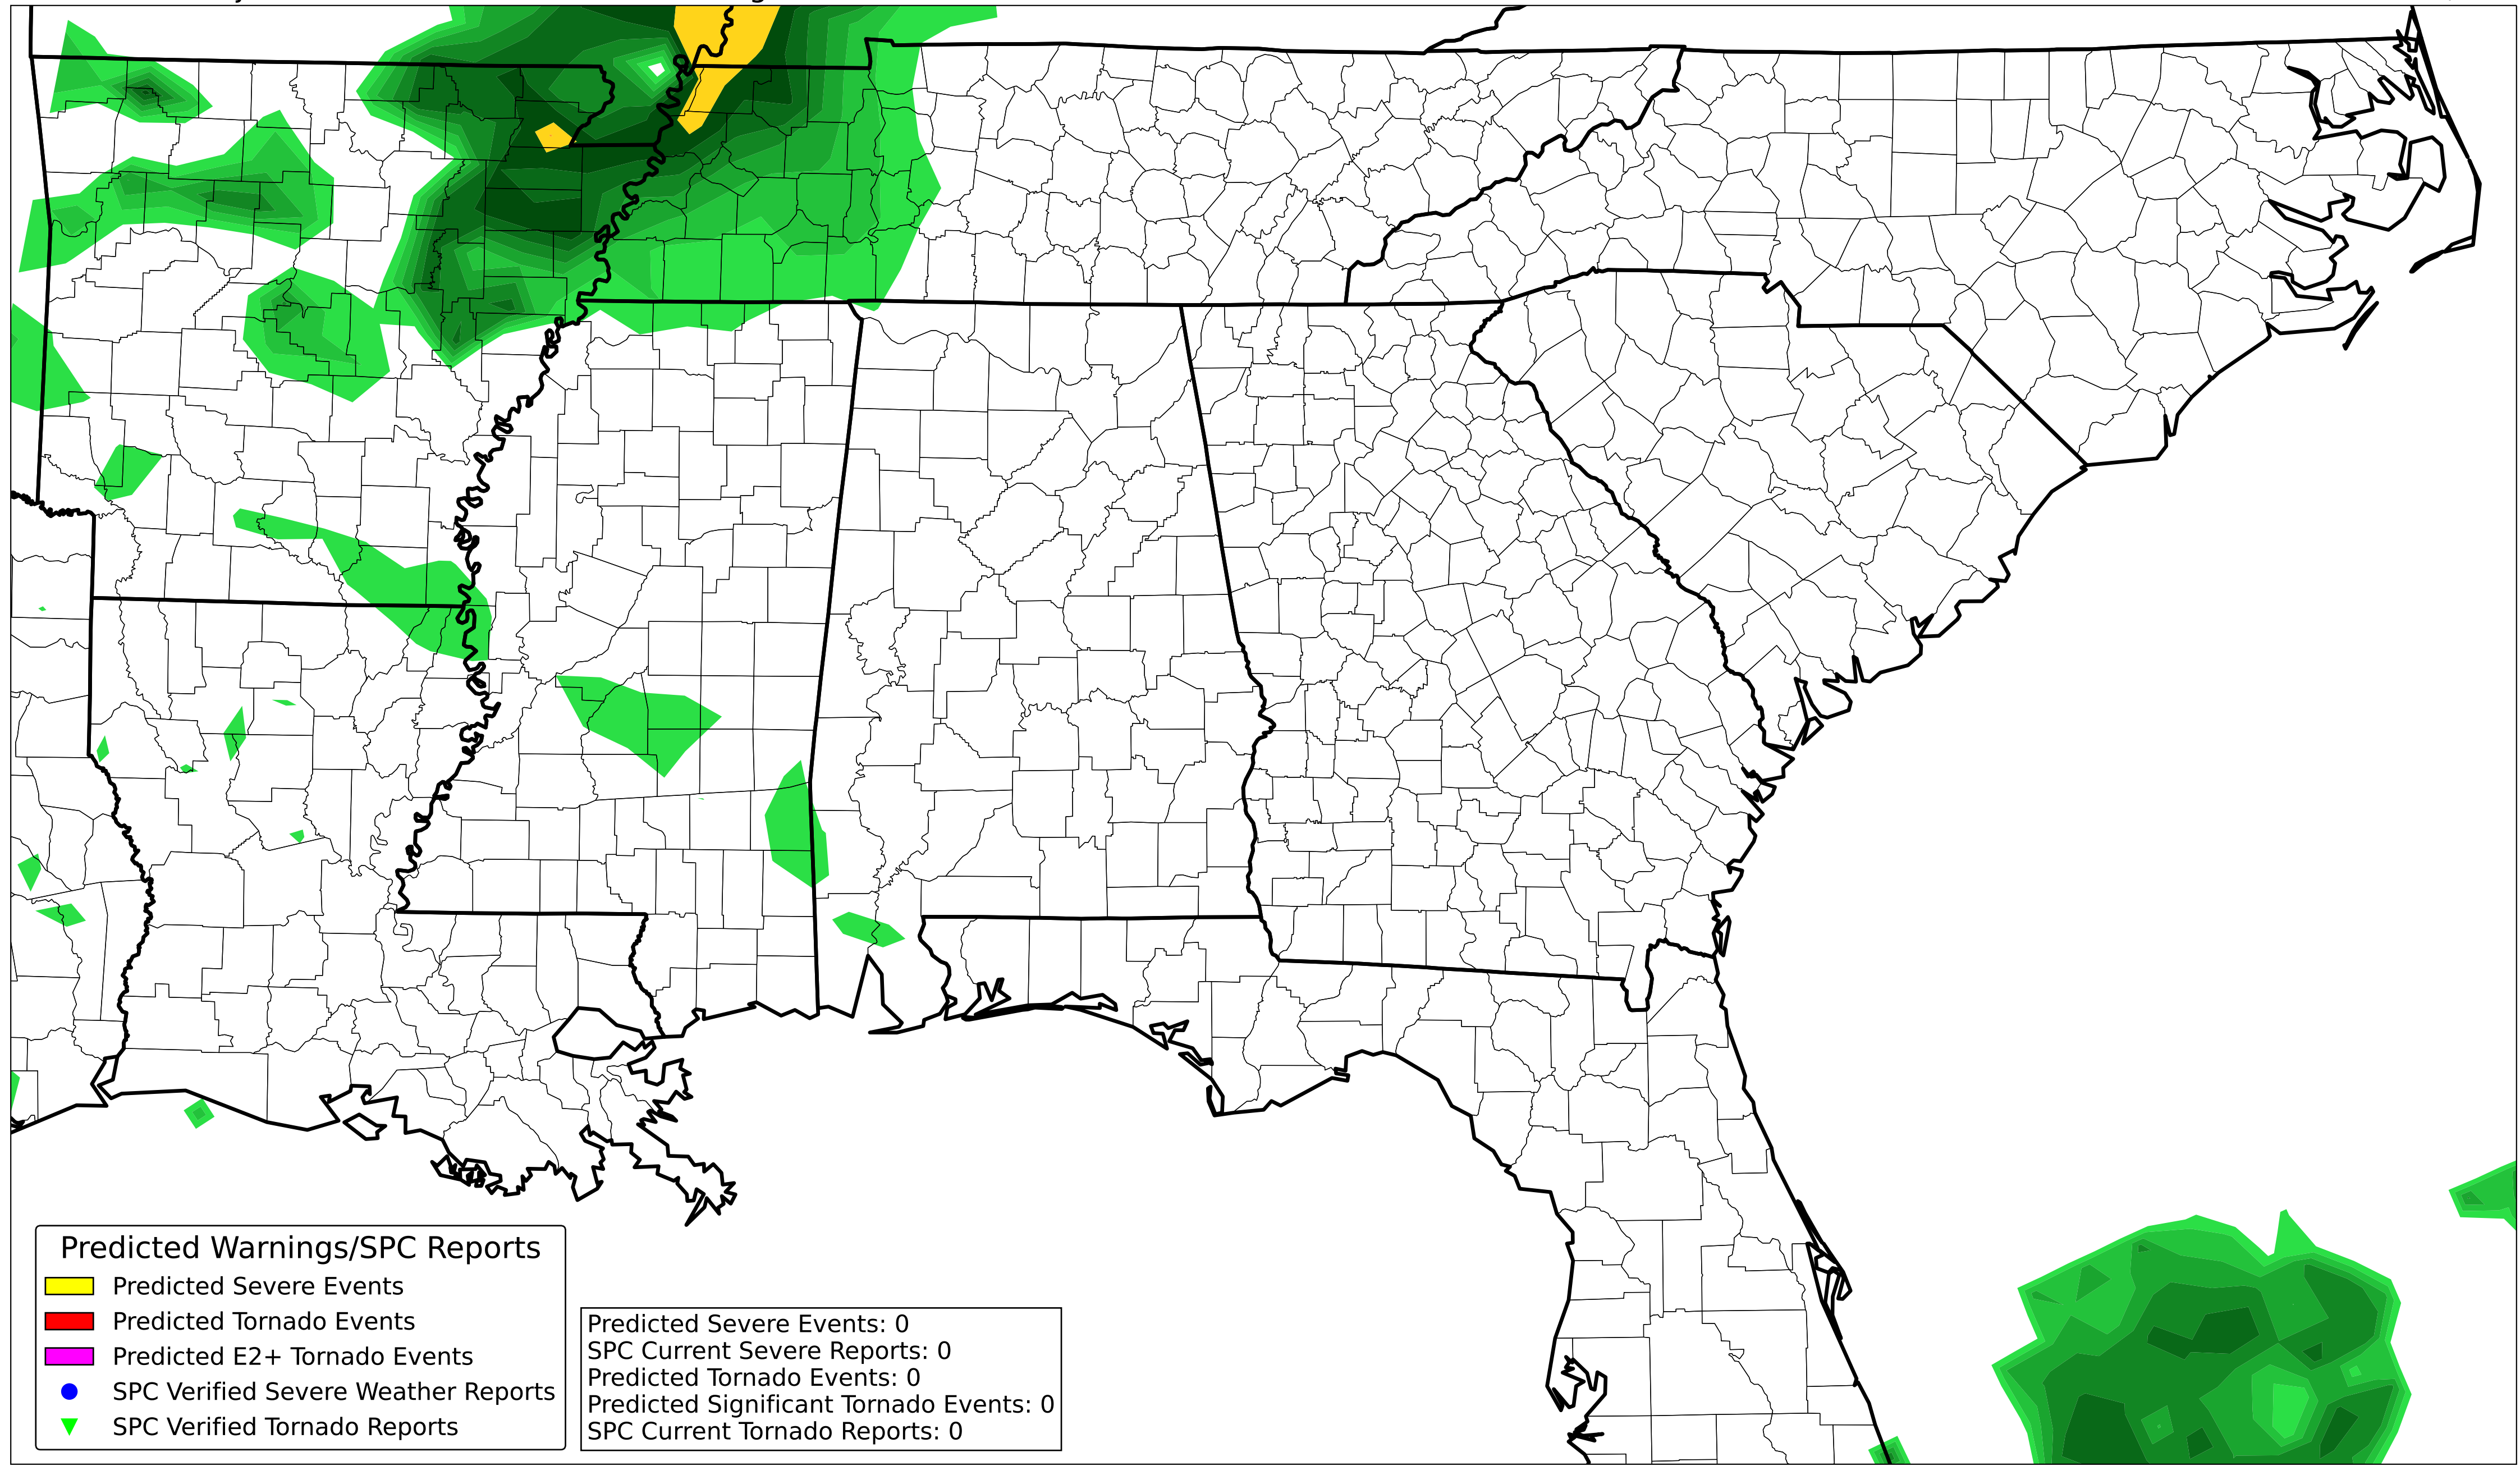 Predicted Warnings/SPC Reports
Predicted Severe Events
Predicted Tornado Events
Predicted E2+ Tornado Events
SPC Verified Severe Weather Reports
SPC Verified Tornado Reports
Predicted Severe Events: 0
SPC Current Severe Reports: 0
Predicted Tornado Events: 0
Predicted Significant Tornado Events: 0
SPC Current Tornado Reports: 0